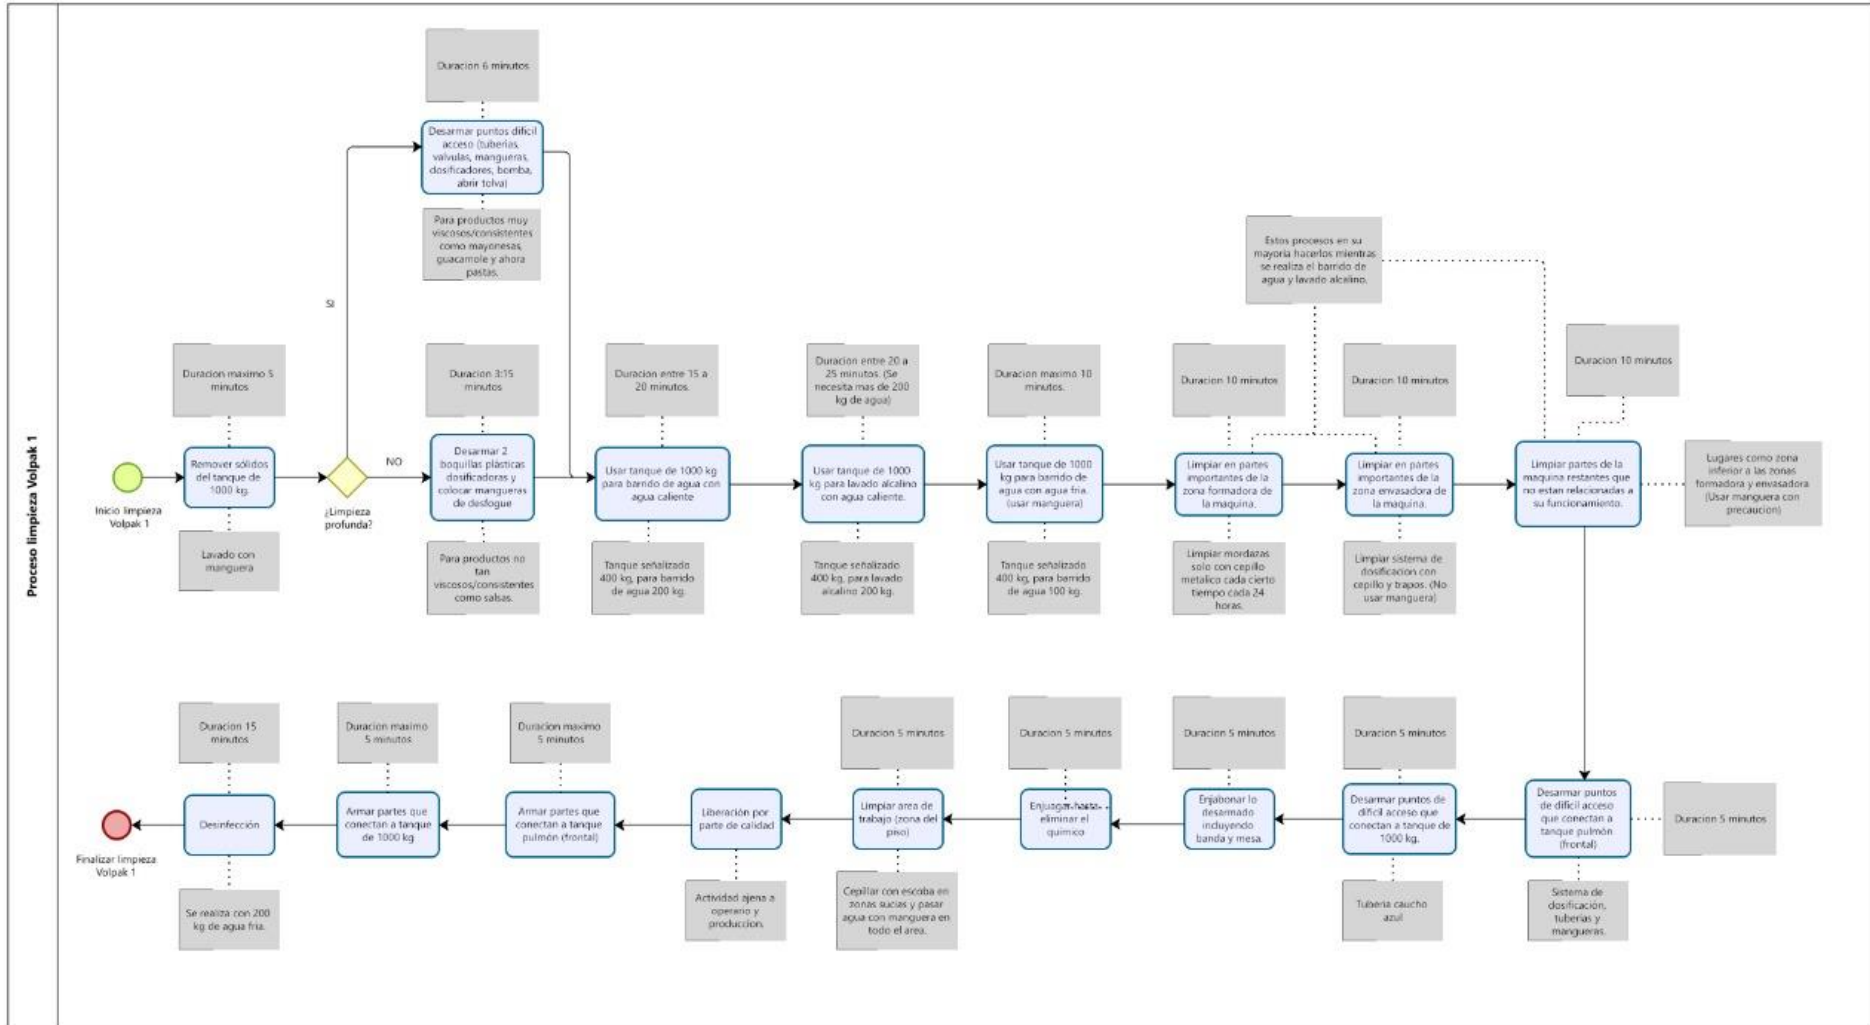 Proceso limpieza Volpak 1
Duracion 6 minutos
Desarmar puntos dificil
acceso (tuberias,
valvulas, mangueras,
dosificadores, bomba,
abrir tolva)
Para productos muy
viscosos/consistentes
como mayonesas,
guacamole y ahora
pastas.
SI
Estos procesos en su
mayoria hacerlos mientras
se realiza el barrido de
agua y lavado alcalino.
Duracion maximo 5
minutos
Duracion 3:15
minutos
Duracion entre 15 a
20 minutos.
Duracion entre 20 a
25 minutos. (Se
necesita mas de 200
kg de agua)
Duracion maximo 10
minutos.
Duracion 10 minutos
Duracion 10 minutos
Duracion 10 minutos
Inicio limpieza
Volpak 1
Remover sólidos
del tanque de
1000 kg.
¿Limpieza
profunda?
NO
Desarmar 2
boquillas plásticas
dosificadoras y
colocar mangueras
de desfogue
Usar tanque de 1000 kg
para barrido de agua con
agua caliente
Usar tanque de 1000
kg para lavado alcalino
con agua caliente.
Usar tanque de 1000
kg para barrido de
agua con agua fria.
(usar manguera)
Limpiar en partes
importantes de la
zona formadora de
la maquina.
Limpiar en partes
importantes de la
zona envasadora de
la maquina.
Limpiar partes de la
maquina restantes que
no estan relacionadas a
su funcionamiento.
Lugares como zona
inferior a las zonas
formadora y envasadora
(Usar manguera con
precaucion)
Lavado con
manguera
Para productos no
tan
viscosos/consistentes
como salsas.
Tanque señalizado
400 kg, para barrido
de agua 200 kg.
Tanque señalizado
400 kg, para lavado
alcalino 200 kg.
Tanque señalizado
400 kg, para barrido
de agua 100 kg.
Limpiar mordazas
solo con cepillo
metalico cada cierto
tiempo cada 24
horas.
Limpiar sistema de
dosificacion con
cepillo y trapos. (No
usar manguera)
Duracion 15
minutos
Duracion maximo
5 minutos
Duracion maximo
5 minutos
Duracion 5 minutos
Duracion 5 minutos
Duracion 5 minutos
Duracion 5 minutos
Finalizar limpieza
Volpak 1
Desinfección
Armar partes que
conectan a tanque
de 1000 kg
Armar partes que
conectan a tanque
pulmón (frontal)
Liberación por
parte de calidad
Limpiar area de
trabajo (zona del
piso)
Enjuagar hasta
eliminar el
quimico
Enjabonar lo
desarmado
incluyendo
banda y mesa.
Desarmar puntos de
dificil acceso que
conectan a tanque de
1000 kg.
Desarmar puntos
de dificil acceso
que conectan a
tanque pulmón
(frontal)
Duracion 5 minutos
Se realiza con 200
kg de agua fria.
Actividad ajena a
operario y
produccion.
Cepillar con escoba en
zonas sucias y pasar
agua con manguera en
todo el area.
Tuberia caucho
azul
Sistema de
dosificación,
tuberias y
mangueras.